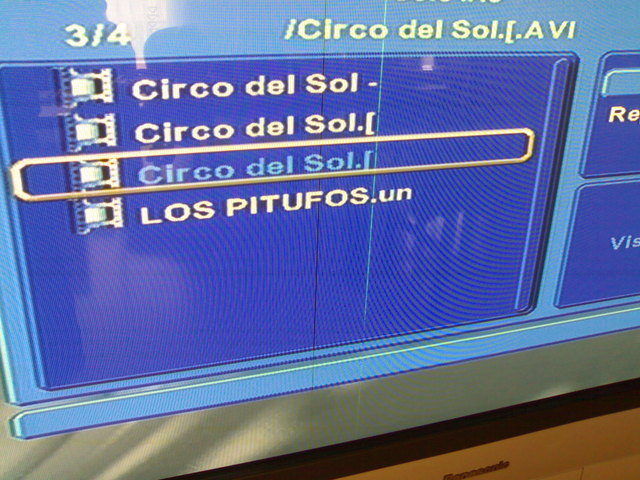 3/4 /Circo del Sol.[.AVI
Circo del Sol -
Circo del Sol.[
Circo del Sol.[
LOS PITUFOS.un
Re
Vis
Panasonic